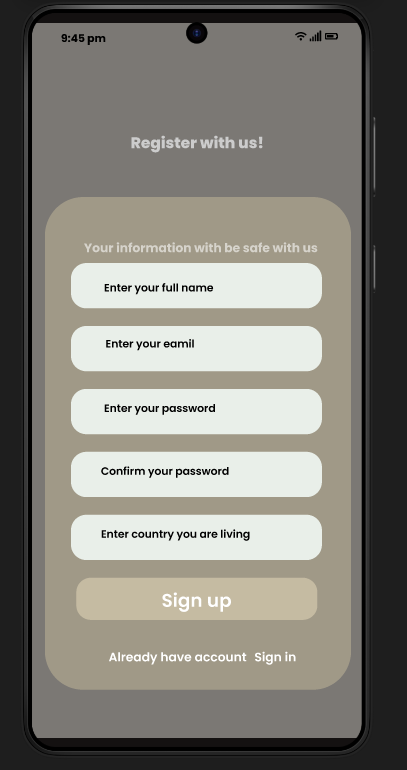 9:45 pm
Register with us!
Your information with be safe with us
Enter your full name
Enter your eamil
Enter your password
Confirm your password
Enter country you are living
Sign up
Already have account Sign in